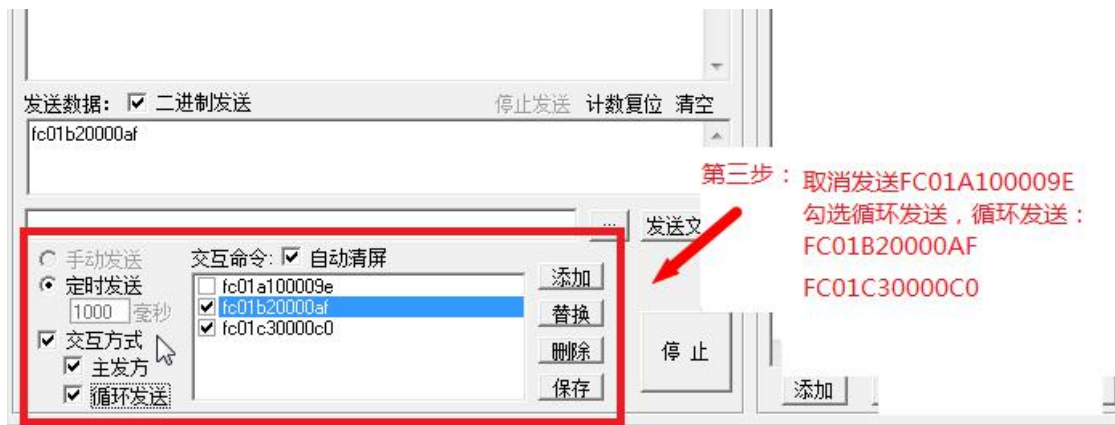 发送数据: 二进制发送 停止发送 计数复位 清空
fc01b20000af
第三步: 取消发送FC01A100009E
勾选循环发送,循环发送:
FC01B20000AF
FC01C30000C0
... 发送文
手动发送 交互命令: 自动清屏
定时发送 fc01a100009e 添加
1000 毫秒 fc01b20000af 替换
交互方式 fc01c30000c0
主发方 删除 停止
循环发送 保存 添加